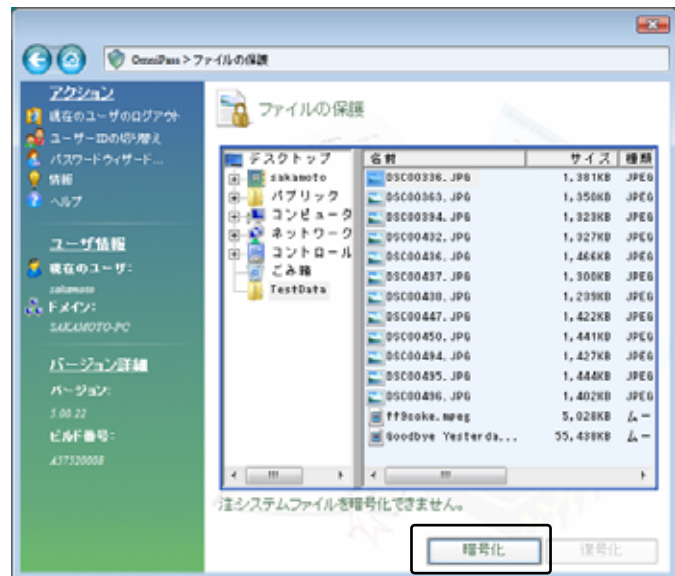 OmniPass > ファイルの保護
アクション
現在のユーザのログアウト
ユーザーIDの切り替え
パスワードウィザード...
情報
ヘルプ
ユーザ情報
現在のユーザ:
sakamoto
ドメイン:
SAKAMOTO-PC
バージョン詳細
バージョン:
5.00.22
ビルド番号:
A37520008
ファイルの保護
デスクトップ
sakamoto
パブリック
コンピュータ
ネットワーク
コントロール
ごみ箱
TestData
名前 サイズ 種類
DSC00336.JPG 1,381KB JPEG
DSC00363.JPG 1,350KB JPEG
DSC00394.JPG 1,323KB JPEG
DSC00432.JPG 1,327KB JPEG
DSC00436.JPG 1,466KB JPEG
DSC00437.JPG 1,300KB JPEG
DSC00438.JPG 1,239KB JPEG
DSC00447.JPG 1,422KB JPEG
DSC00450.JPG 1,441KB JPEG
DSC00494.JPG 1,427KB JPEG
DSC00495.JPG 1,444KB JPEG
DSC00496.JPG 1,402KB JPEG
ff9soke.mpeg 5,028KB ムー
Goodbye Yesterda... 55,438KB ムー
注:システムファイルを暗号化できません。
暗号化 復号化